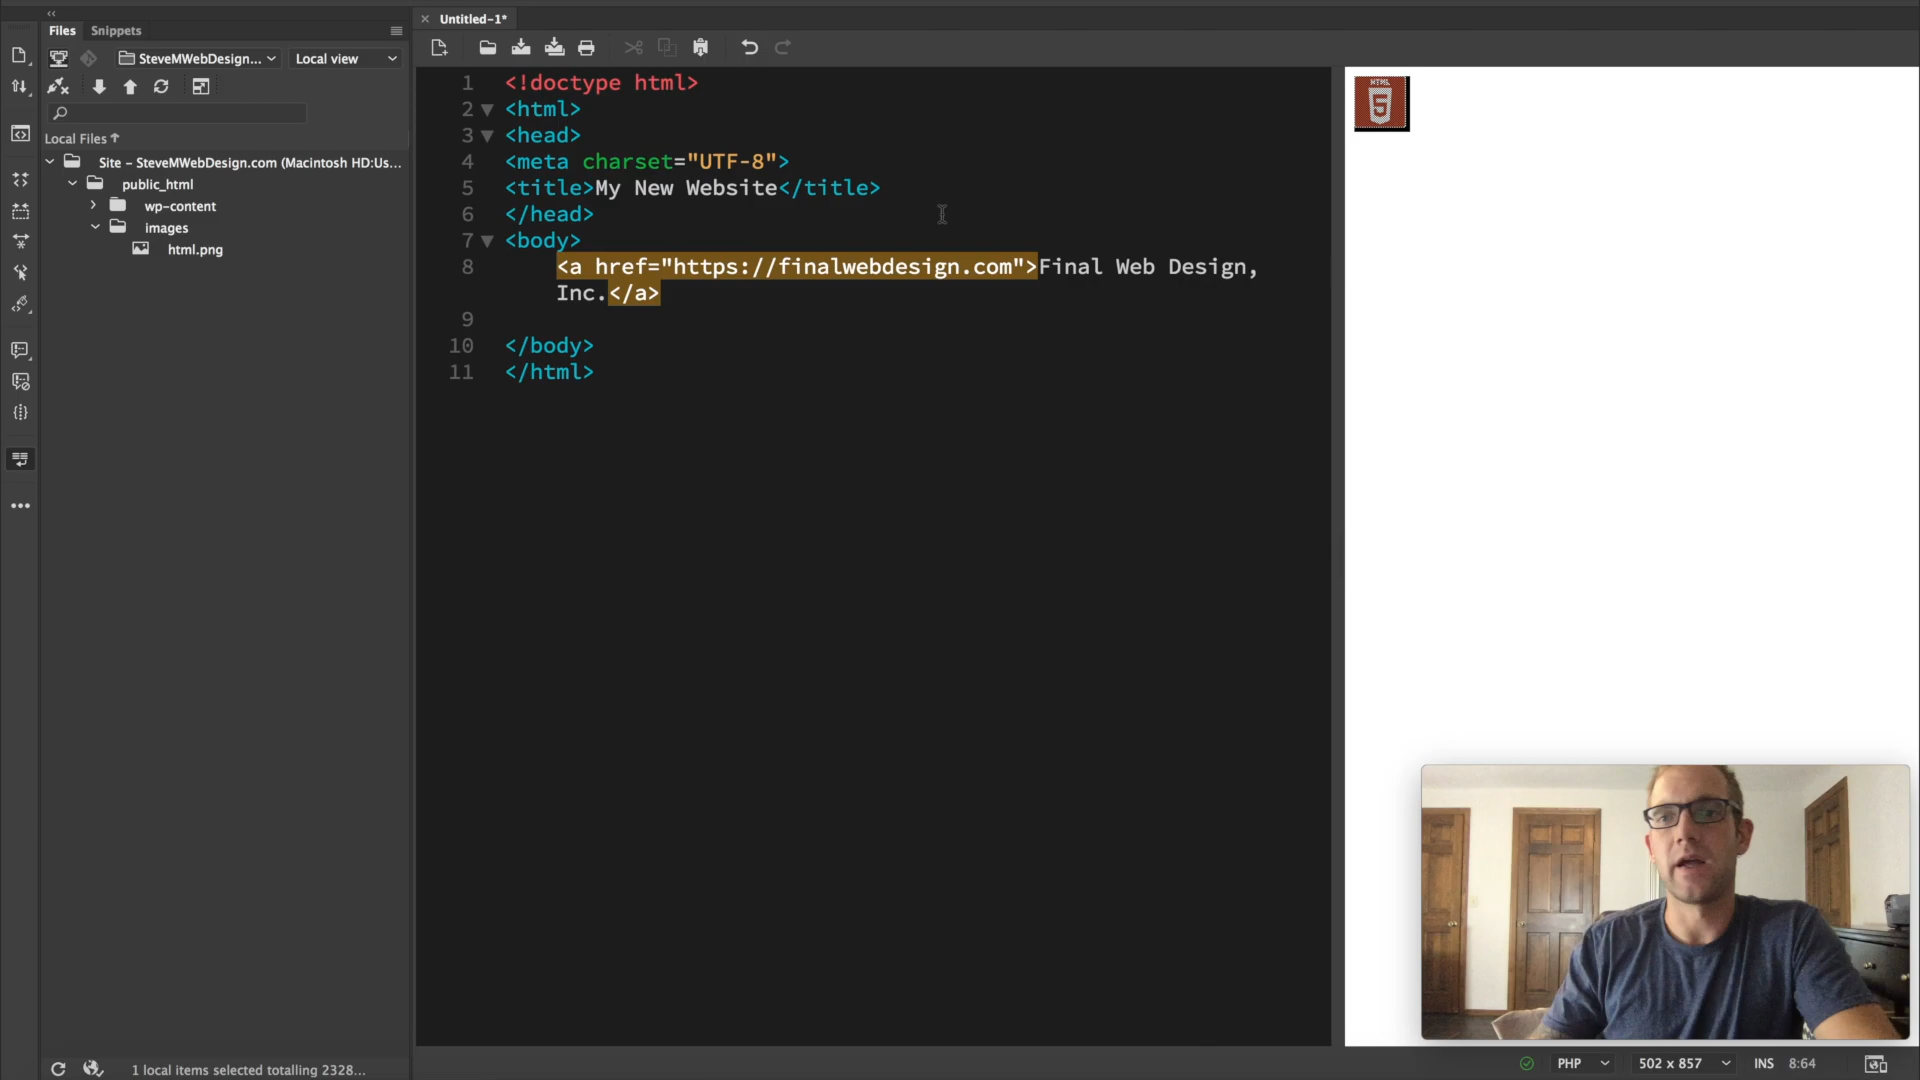 Untitled-1*
Files
Snippets
SteveMWebDesign...
Local view
Local Files
Site – SteveMWebDesign.com (Macintosh HD:Us...
public_html
wp-content
images
html.png
1 <!doctype html>
2 <html>
3 <head>
4 <meta charset="UTF-8">
5 <title>My New Website</title>
6 </head>
7 <body>
8 <a href="https://finalwebdesign.com">Final Web Design,
Inc.</a>
9
10 </body>
11 </html>
HTML
5
1 local items selected totalling 2328...
PHP
502 x 857
INS
8:64